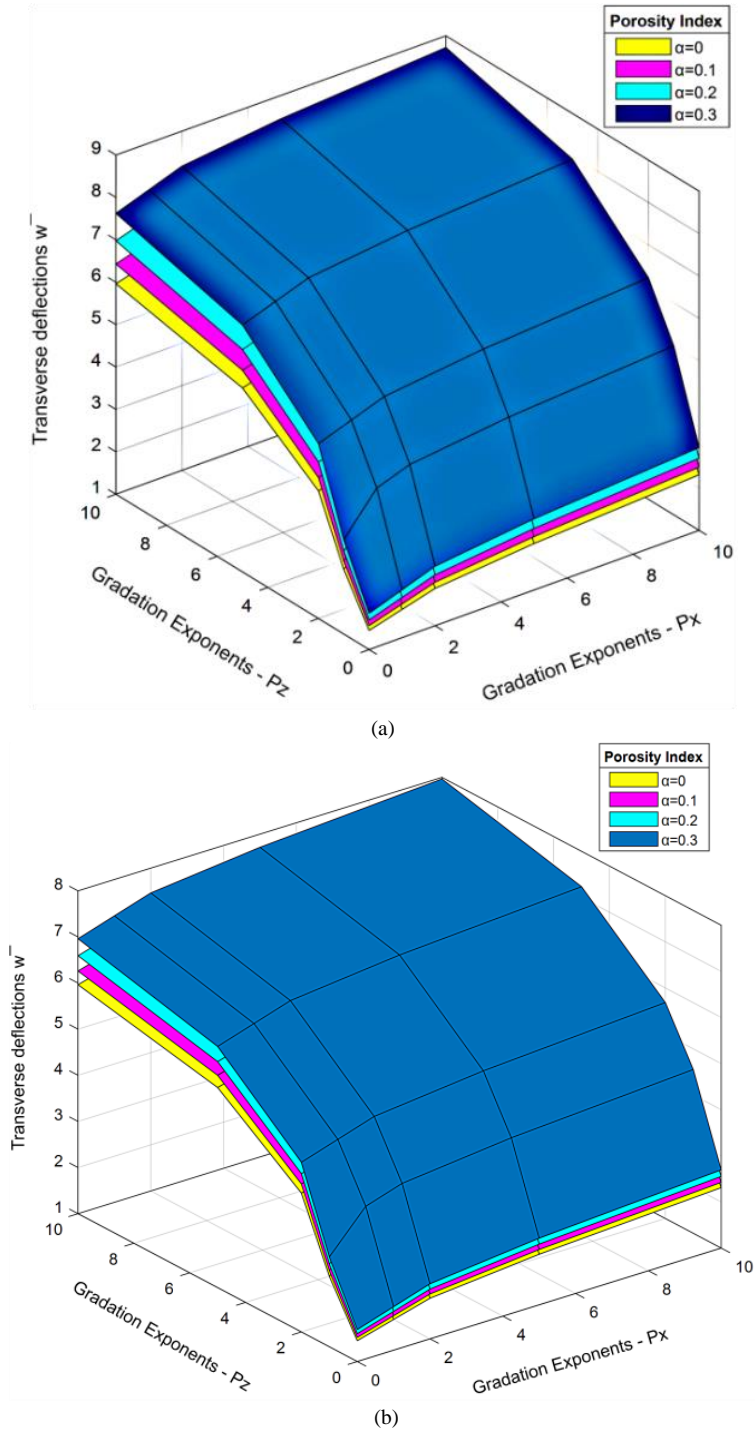 Porosity Index
α=0
α=0.1
α=0.2
α=0.3
9
8
7
6
5
4
3
2
1
Transverse deflections w¯
10
8
6
4
2
0
Gradation Exponents - Pz
0
2
4
6
8
10
Gradation Exponents - Px
(a)
Porosity Index
α=0
α=0.1
α=0.2
α=0.3
8
7
6
5
4
3
2
1
Transverse deflections w¯
10
8
6
4
2
0
Gradation Exponents - Pz
0
2
4
6
8
10
Gradation Exponents - Px
(b)